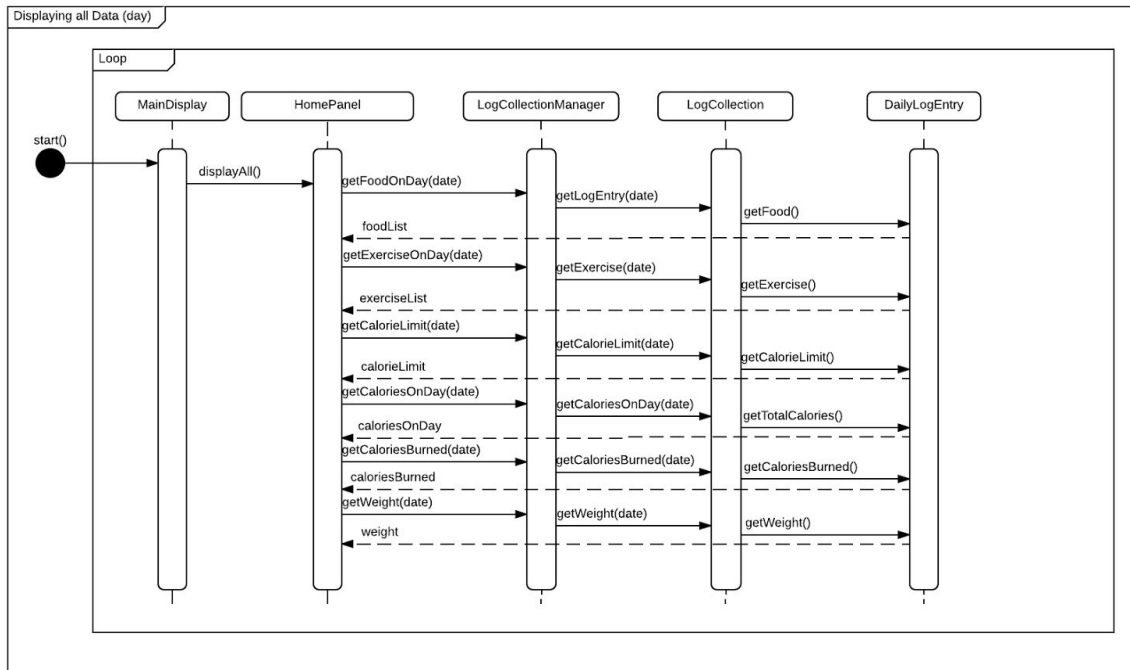 Displaying all Data (day)
Loop
MainDisplay
HomePanel
LogCollectionManager
LogCollection
DailyLogEntry
start()
displayAll()
getFoodOnDay(date)
getLogEntry(date)
getFood()
foodList
getExerciseOnDay(date)
getExercise(date)
getExercise()
exerciseList
getCalorieLimit(date)
getCalorieLimit(date)
getCalorieLimit()
calorieLimit
getCaloriesOnDay(date)
getCaloriesOnDay(date)
getTotalCalories()
caloriesOnDay
getCaloriesBurned(date)
getCaloriesBurned(date)
getCaloriesBurned()
caloriesBurned
getWeight(date)
getWeight(date)
getWeight()
weight